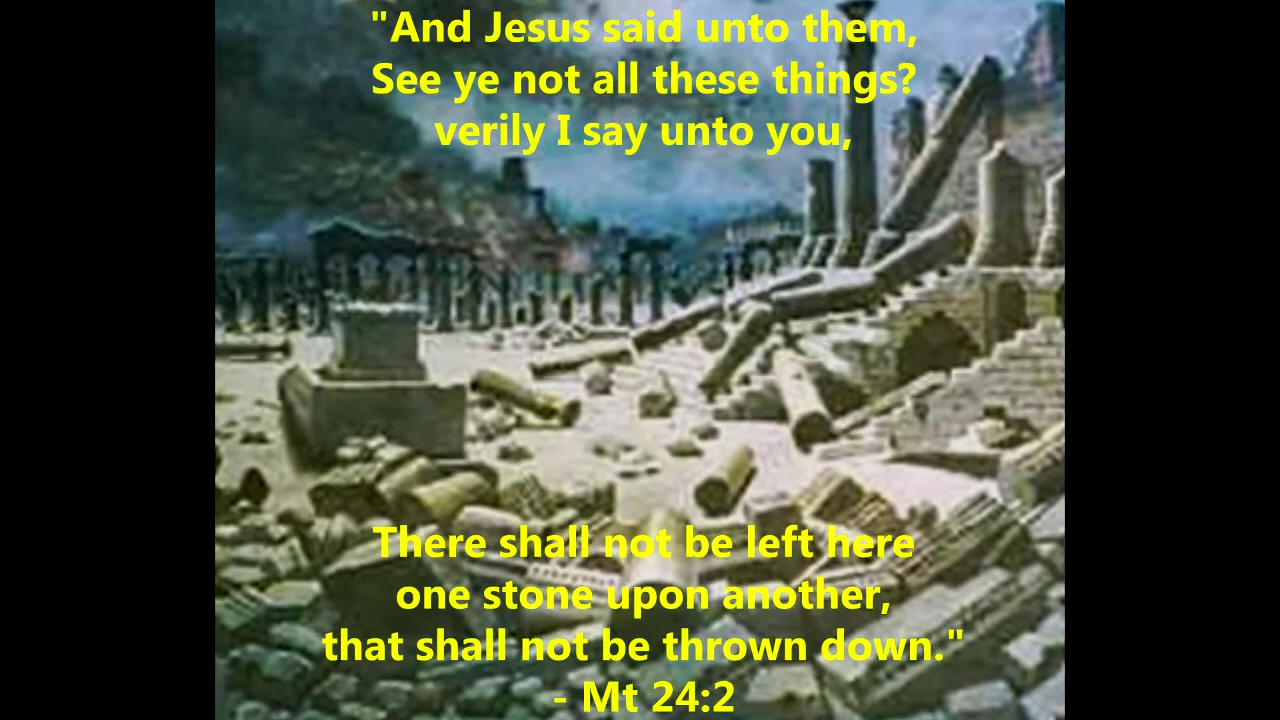 "And Jesus said unto them,
See ye not all these things?
verily I say unto you,
There shall not be left here
one stone upon another,
that shall not be thrown down."
- Mt 24:2